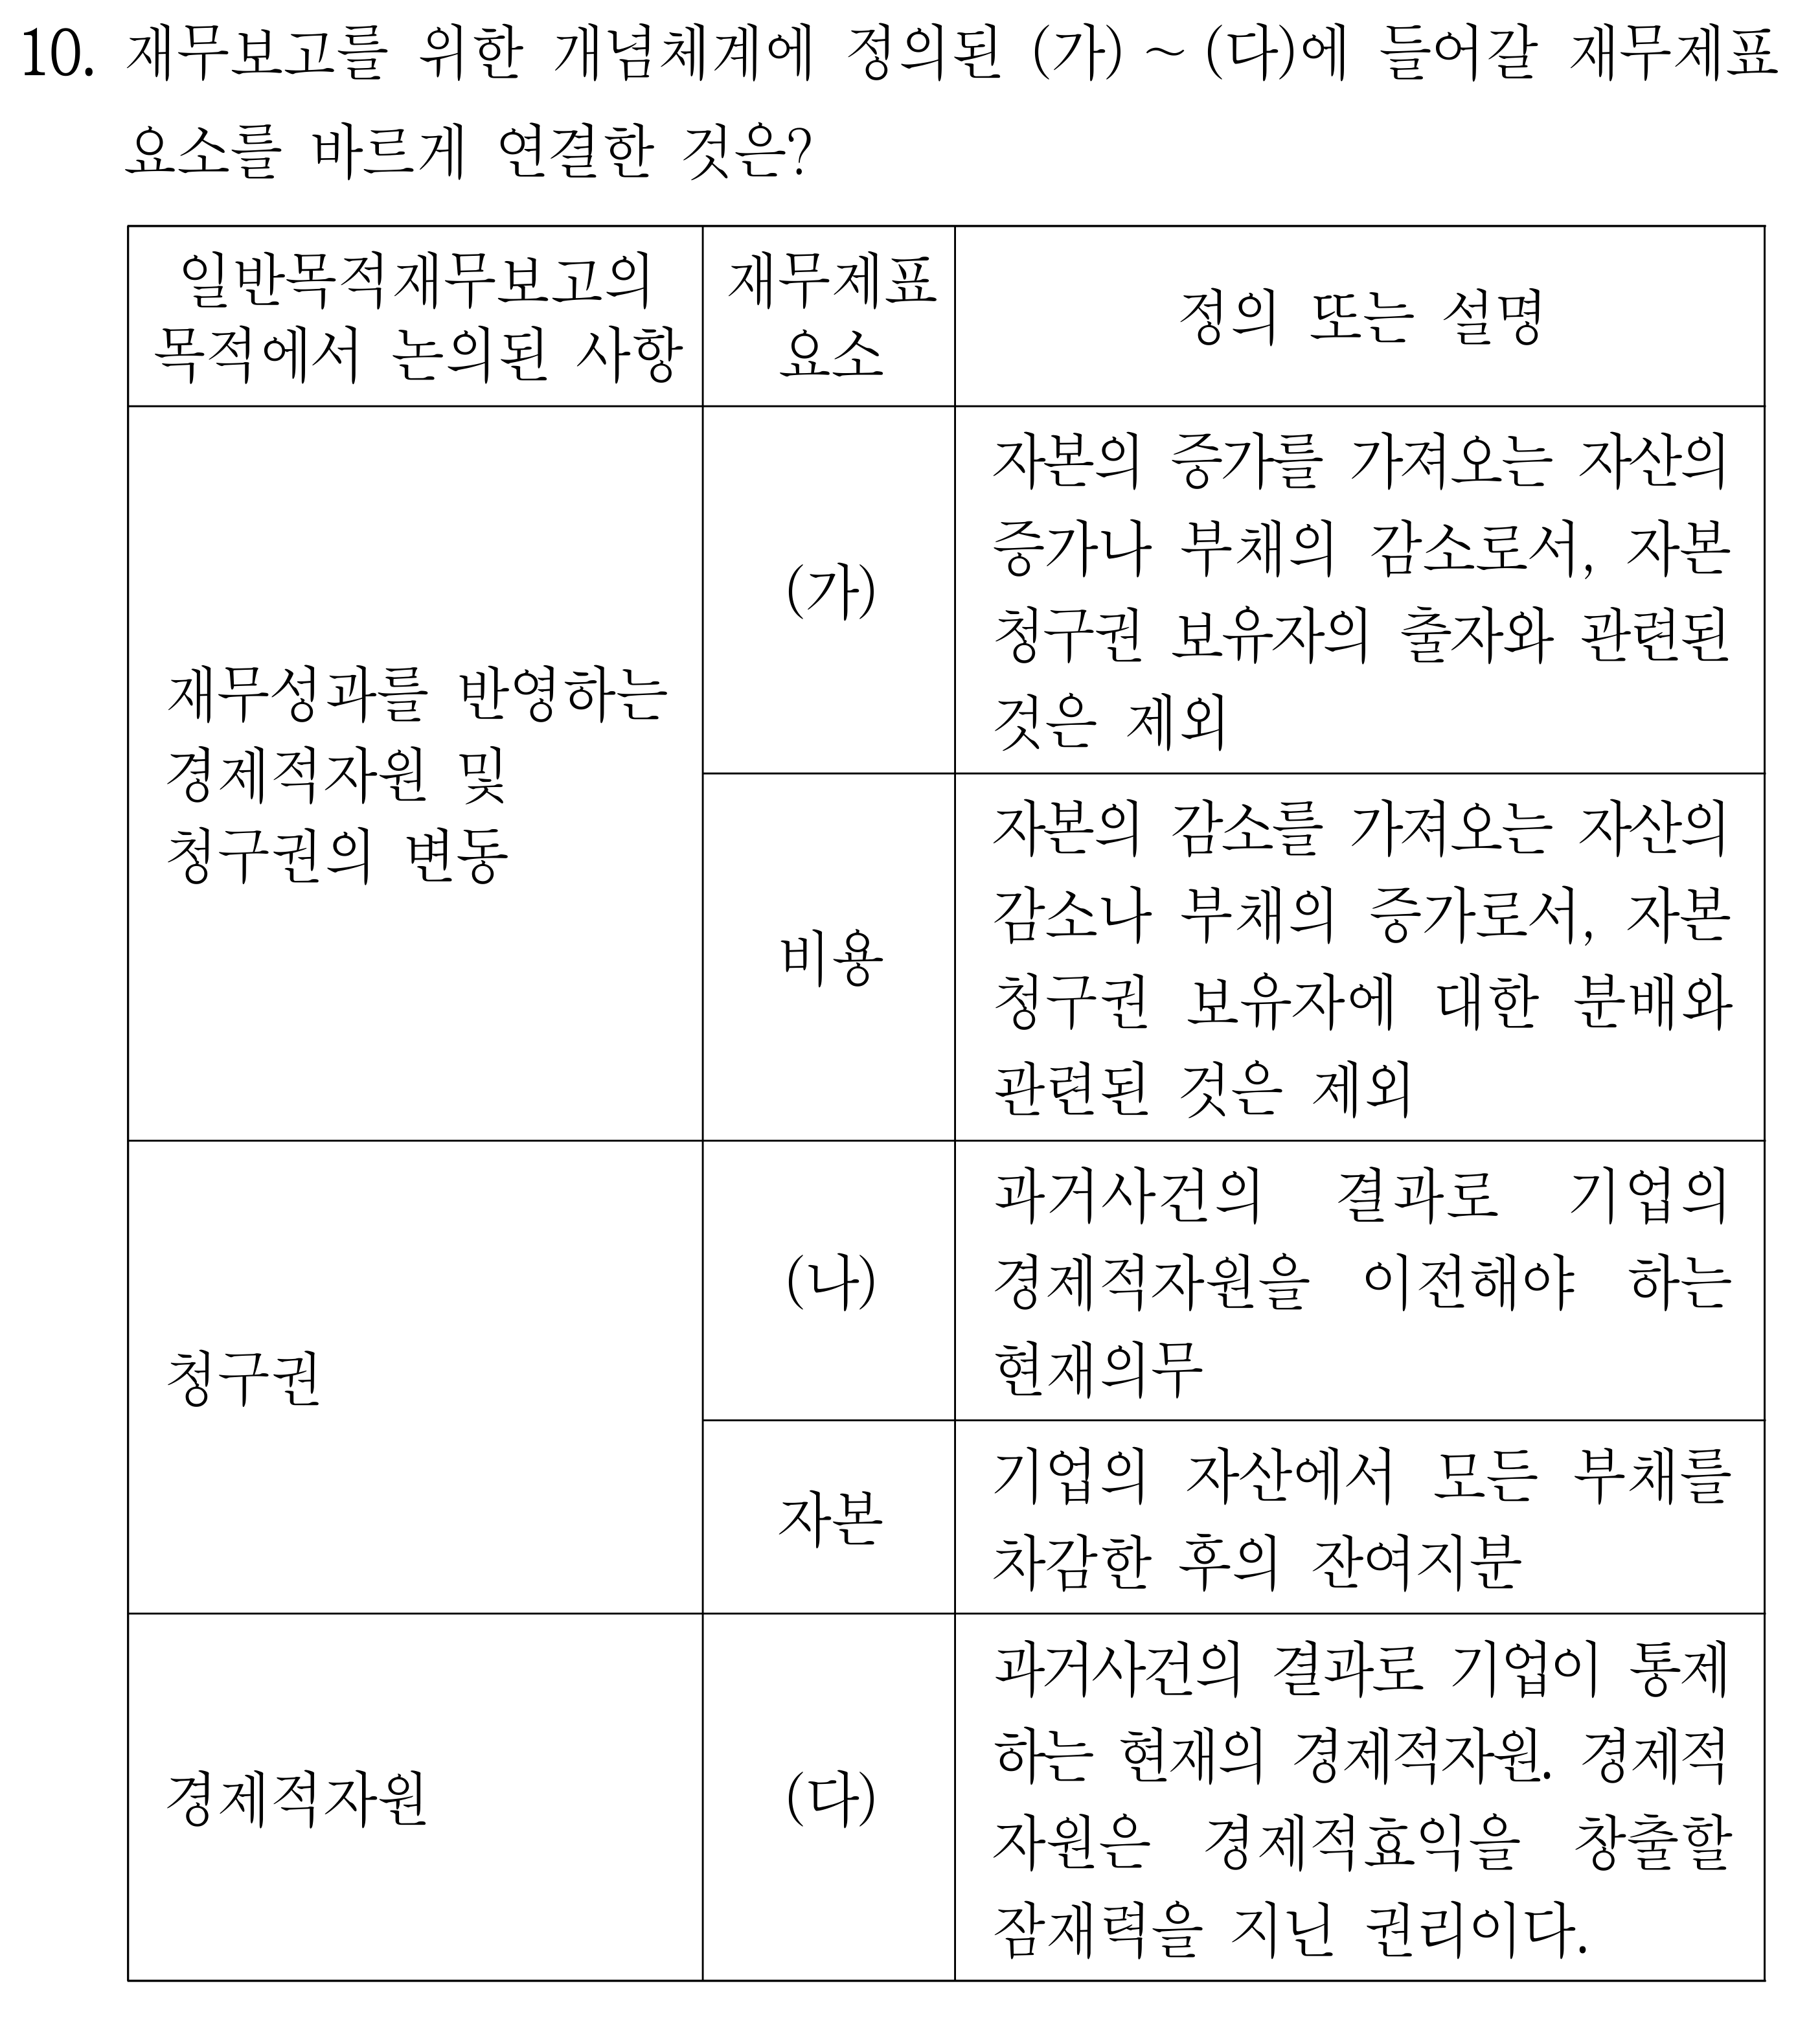 10. 재무보고를 위한 개념체계에 정의된 (가) ~ (다)에 들어갈 재무제표
요소를 바르게 연결한 것은?
일반목적재무보고의
목적에서 논의된 사항
재무제표
요소
정의 또는 설명
재무성과를 반영하는
경제적자원 및
청구권의 변동
(가)
자본의 증가를 가져오는 자산의
증가나 부채의 감소로서, 자본
청구권 보유자의 출자와 관련된
것은 제외
비용
자본의 감소를 가져오는 자산의
감소나 부채의 증가로서, 자본
청구권 보유자에 대한 분배와
관련된 것은 제외
청구권
(나)
과거사건의 결과로 기업의
경제적자원을 이전해야 하는
현재의무
자본
기업의 자산에서 모든 부채를
차감한 후의 잔여지분
경제적자원
(다)
과거사건의 결과로 기업이 통제
하는 현재의 경제적자원. 경제적
자원은 경제적효익을 창출할
잠재력을 지닌 권리이다.